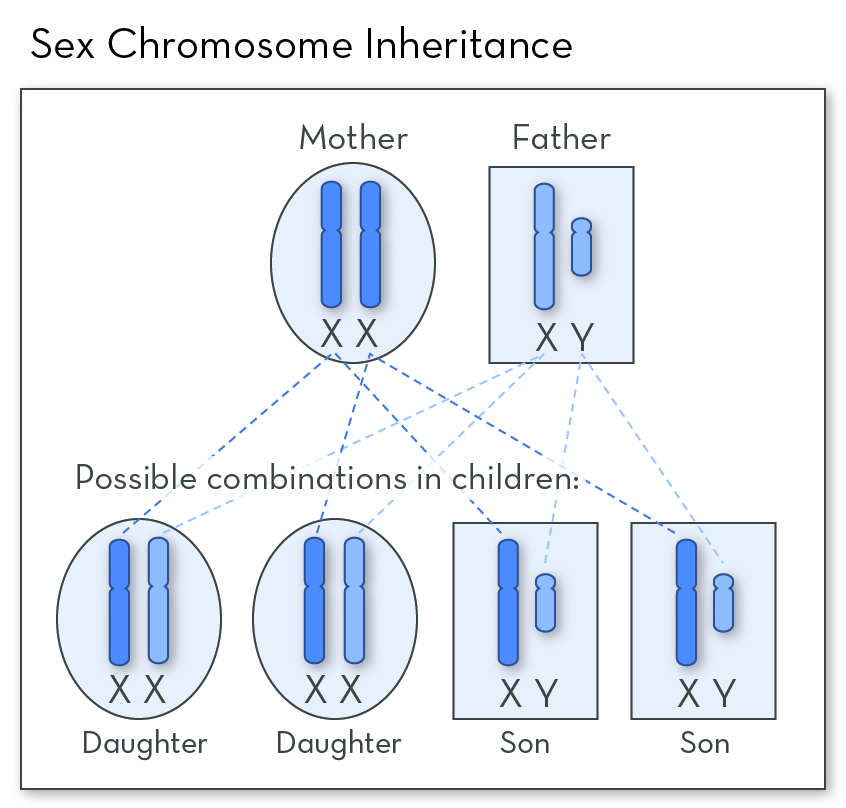 Sex Chromosome Inheritance
Mother Father
X X X Y
Possible combinations in children:
X X X X X Y X Y
Daughter Daughter Son Son